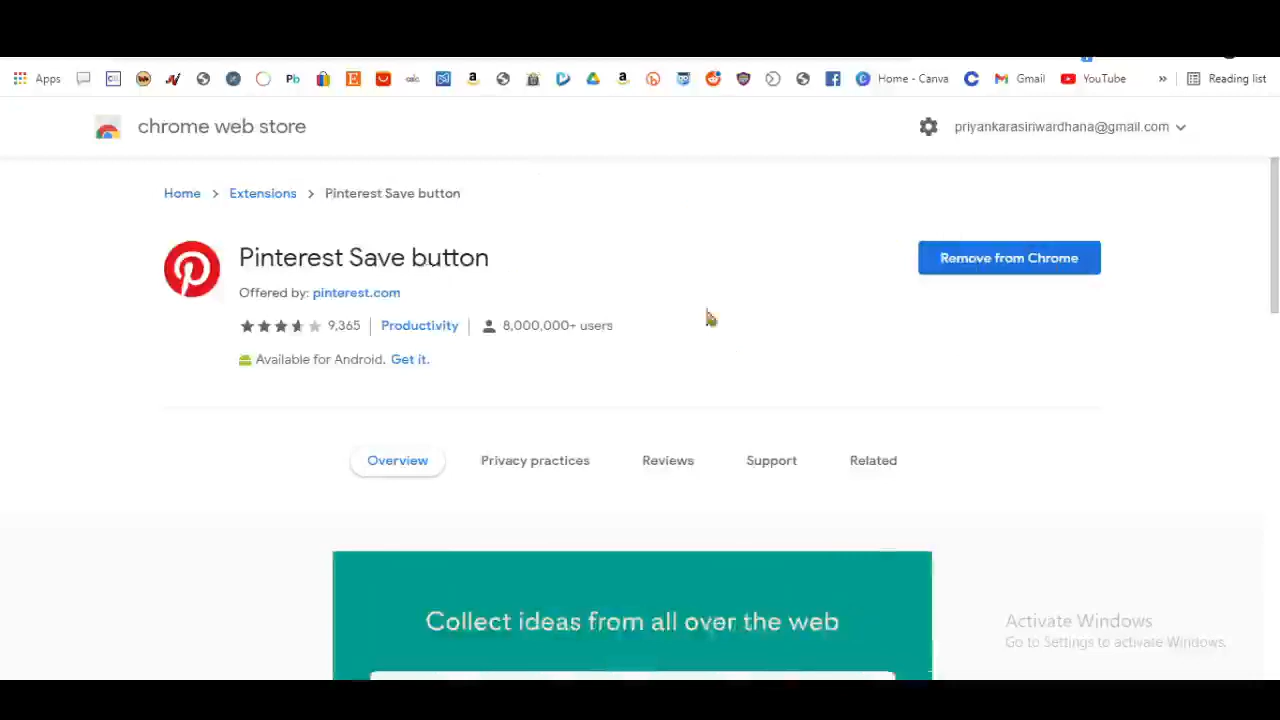 Apps Pb Home - Canva Gmail YouTube » Reading list
chrome web store priyankarasiriwardhana@gmail.com
Home > Extensions > Pinterest Save button
Pinterest Save button
Remove from Chrome
Offered by: pinterest.com
9,365 Productivity 8,000,000+ users
Available for Android. Get it.
Overview Privacy practices Reviews Support Related
Collect ideas from all over the web
Activate Windows
Go to Settings to activate Windows.